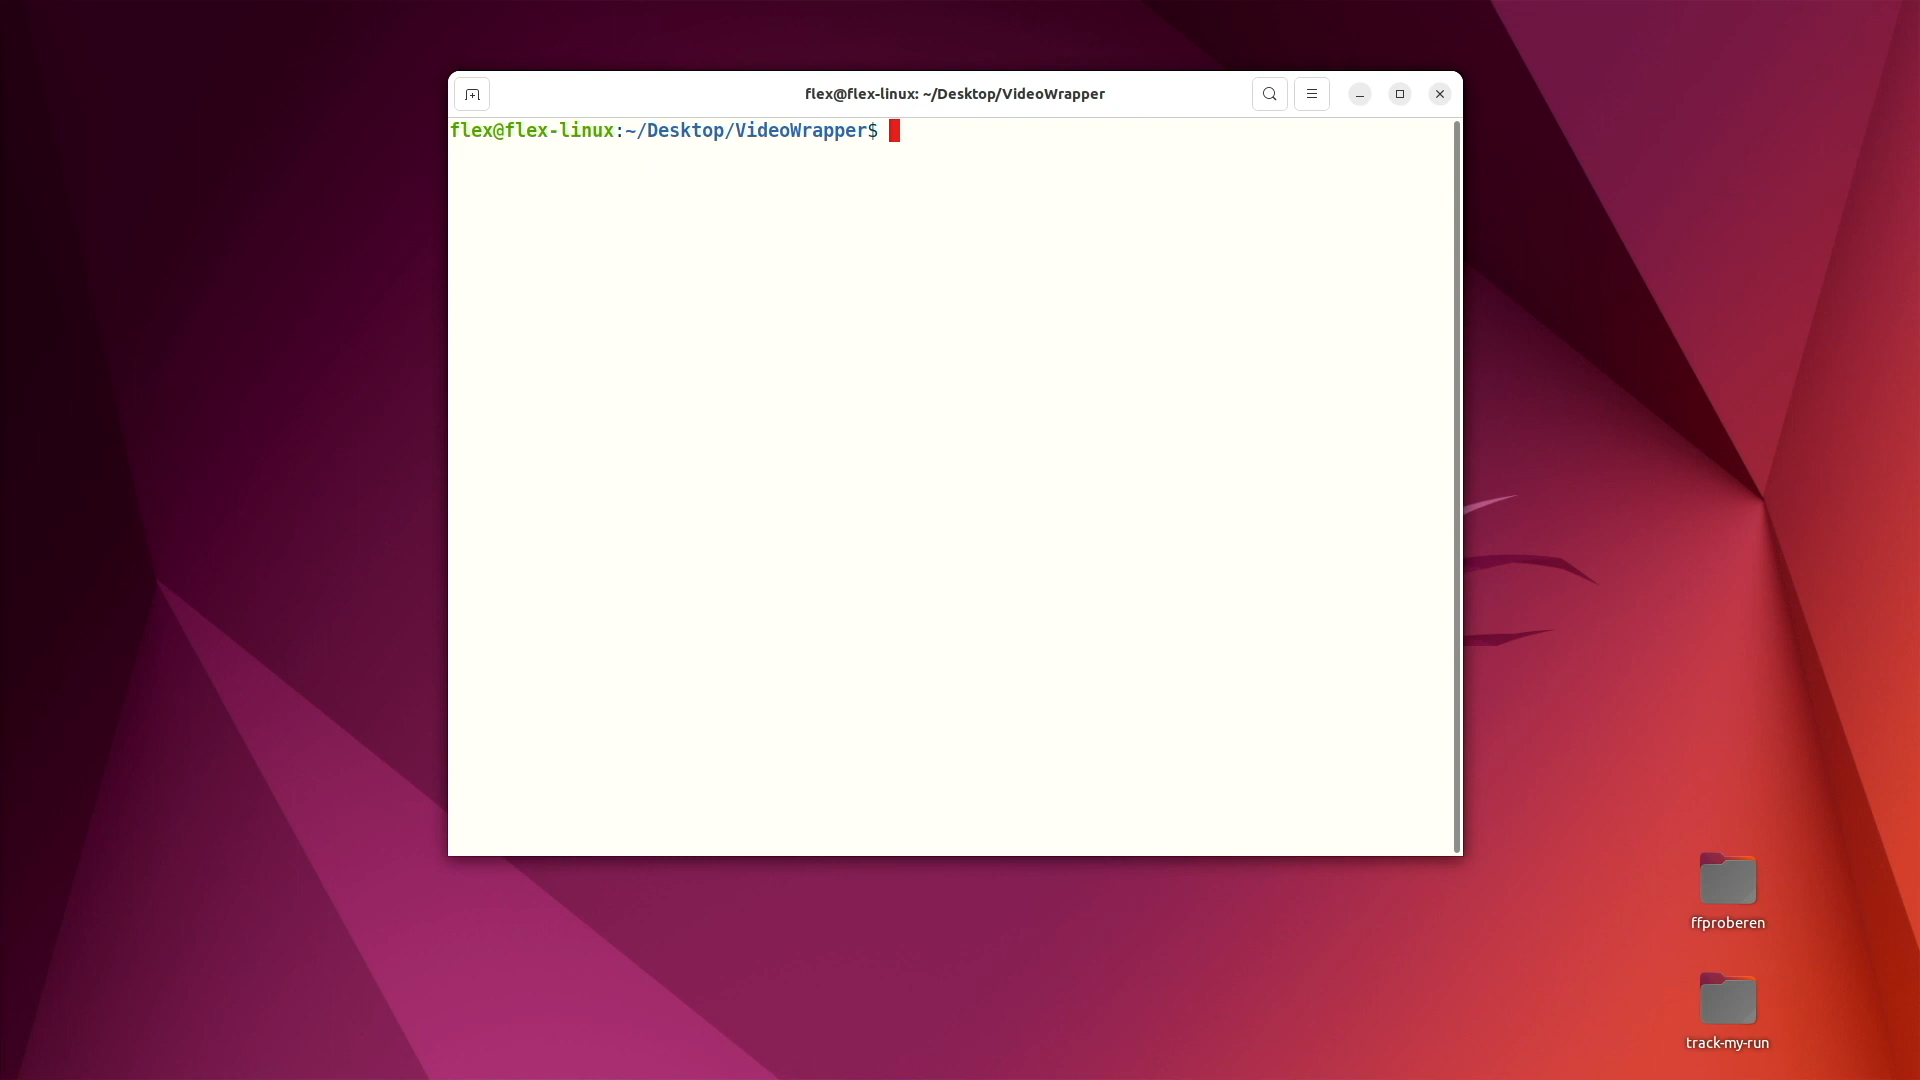 flex@flex-linux: ~/Desktop/VideoWrapper
flex@flex-linux:~/Desktop/VideoWrapper$
ffproberen
track-my-run